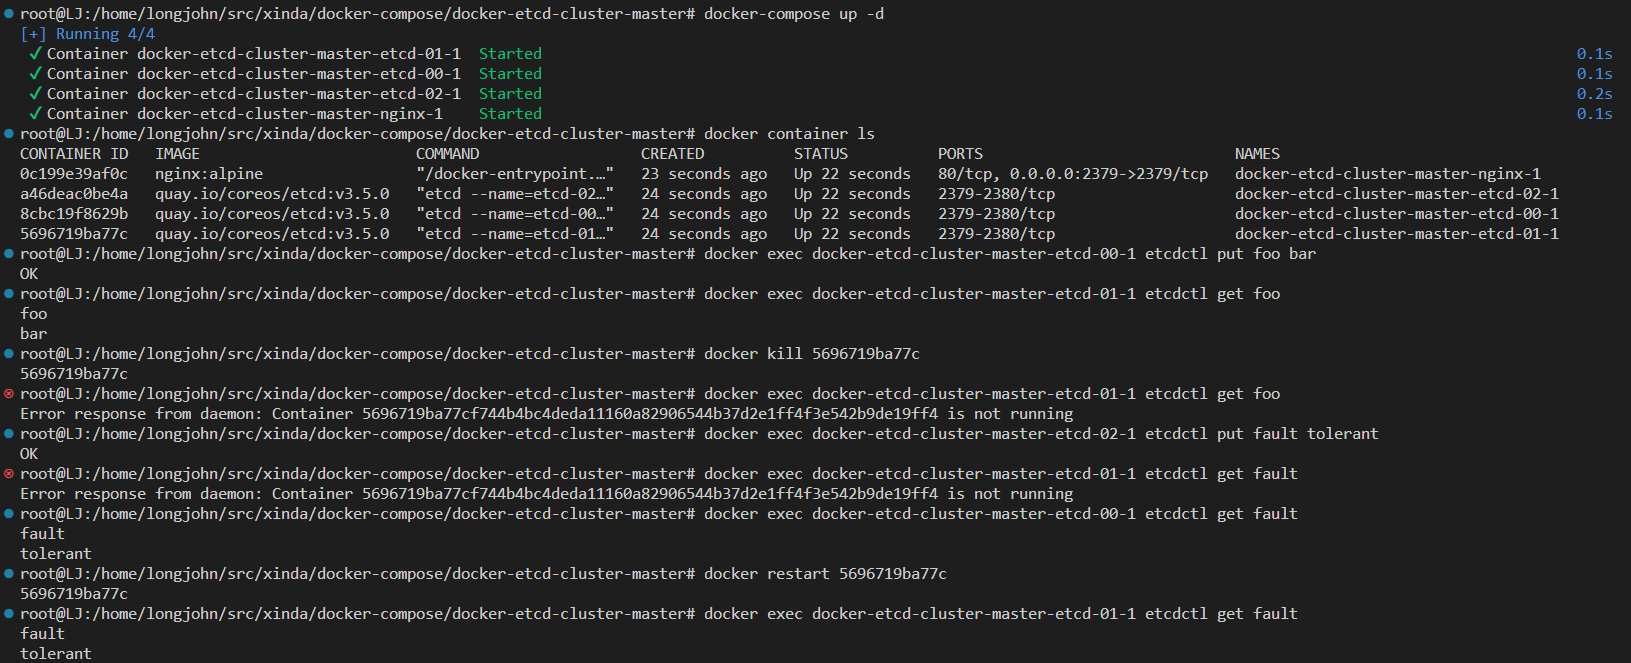 root@LJ:/home/longjohn/src/xinda/docker-compose/docker-etcd-cluster-master# docker-compose up -d
[+] Running 4/4
✓ Container docker-etcd-cluster-master-etcd-01-1 Started 0.1s
✓ Container docker-etcd-cluster-master-etcd-00-1 Started 0.1s
✓ Container docker-etcd-cluster-master-etcd-02-1 Started 0.2s
✓ Container docker-etcd-cluster-master-nginx-1 Started 0.1s
root@LJ:/home/longjohn/src/xinda/docker-compose/docker-etcd-cluster-master# docker container ls
CONTAINER ID IMAGE COMMAND CREATED STATUS PORTS NAMES
0c199e39af0c nginx:alpine "/docker-entrypoint.…" 23 seconds ago Up 22 seconds 80/tcp, 0.0.0.0:2379->2379/tcp docker-etcd-cluster-master-nginx-1
a46deac0be4a quay.io/coreos/etcd:v3.5.0 "etcd --name=etcd-02…" 24 seconds ago Up 22 seconds 2379-2380/tcp docker-etcd-cluster-master-etcd-02-1
8cbc19f8629b quay.io/coreos/etcd:v3.5.0 "etcd --name=etcd-00…" 24 seconds ago Up 22 seconds 2379-2380/tcp docker-etcd-cluster-master-etcd-00-1
5696719ba77c quay.io/coreos/etcd:v3.5.0 "etcd --name=etcd-01…" 24 seconds ago Up 22 seconds 2379-2380/tcp docker-etcd-cluster-master-etcd-01-1
root@LJ:/home/longjohn/src/xinda/docker-compose/docker-etcd-cluster-master# docker exec docker-etcd-cluster-master-etcd-00-1 etcdctl put foo bar
OK
root@LJ:/home/longjohn/src/xinda/docker-compose/docker-etcd-cluster-master# docker exec docker-etcd-cluster-master-etcd-01-1 etcdctl get foo
foo
bar
root@LJ:/home/longjohn/src/xinda/docker-compose/docker-etcd-cluster-master# docker kill 5696719ba77c
5696719ba77c
root@LJ:/home/longjohn/src/xinda/docker-compose/docker-etcd-cluster-master# docker exec docker-etcd-cluster-master-etcd-01-1 etcdctl get foo
Error response from daemon: Container 5696719ba77cf744b4bc4deda11160a82906544b37d2e1ff4f3e542b9de19ff4 is not running
root@LJ:/home/longjohn/src/xinda/docker-compose/docker-etcd-cluster-master# docker exec docker-etcd-cluster-master-etcd-02-1 etcdctl put fault tolerant
OK
root@LJ:/home/longjohn/src/xinda/docker-compose/docker-etcd-cluster-master# docker exec docker-etcd-cluster-master-etcd-01-1 etcdctl get fault
Error response from daemon: Container 5696719ba77cf744b4bc4deda11160a82906544b37d2e1ff4f3e542b9de19ff4 is not running
root@LJ:/home/longjohn/src/xinda/docker-compose/docker-etcd-cluster-master# docker exec docker-etcd-cluster-master-etcd-00-1 etcdctl get fault
fault
tolerant
root@LJ:/home/longjohn/src/xinda/docker-compose/docker-etcd-cluster-master# docker restart 5696719ba77c
5696719ba77c
root@LJ:/home/longjohn/src/xinda/docker-compose/docker-etcd-cluster-master# docker exec docker-etcd-cluster-master-etcd-01-1 etcdctl get fault
fault
tolerant